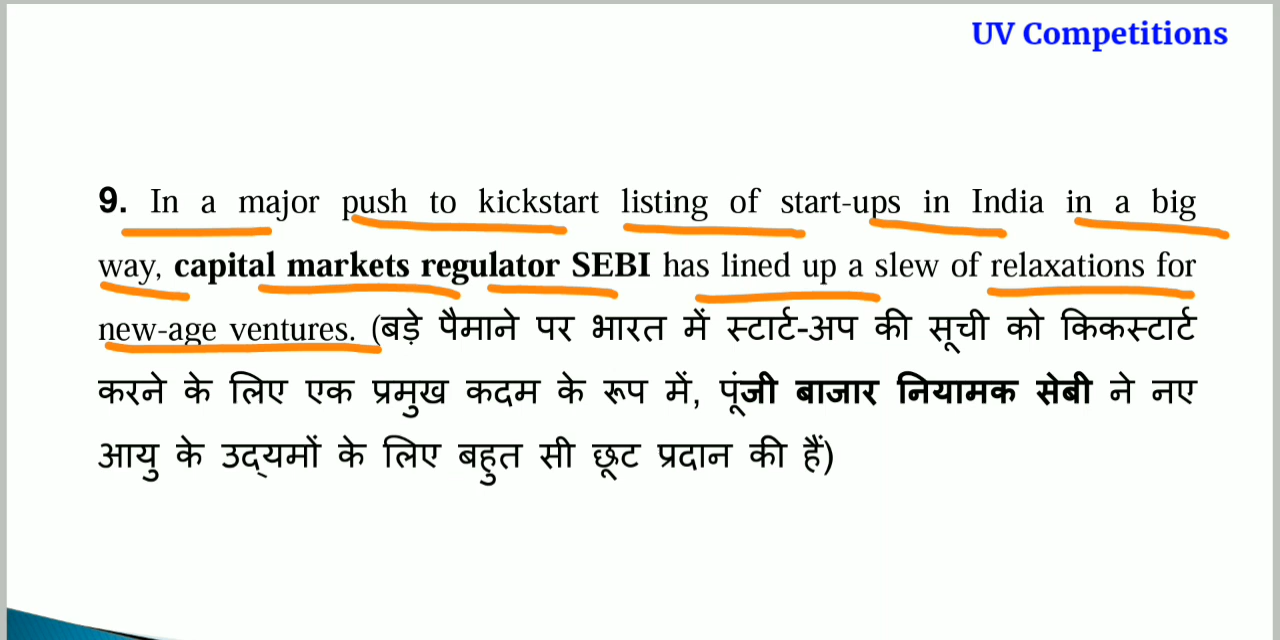 UV Competitions
9. In a major push to kickstart listing of start-ups in India in a big
way, capital markets regulator SEBI has lined up a slew of relaxations for
new-age ventures. (बड़े पैमाने पर भारत में स्टार्ट-अप की सूची को किकस्टार्ट
करने के लिए एक प्रमुख कदम के रूप में, पूंजी बाजार नियामक सेबी ने नए
आयु के उद्यमों के लिए बहुत सी छूट प्रदान की हैं)